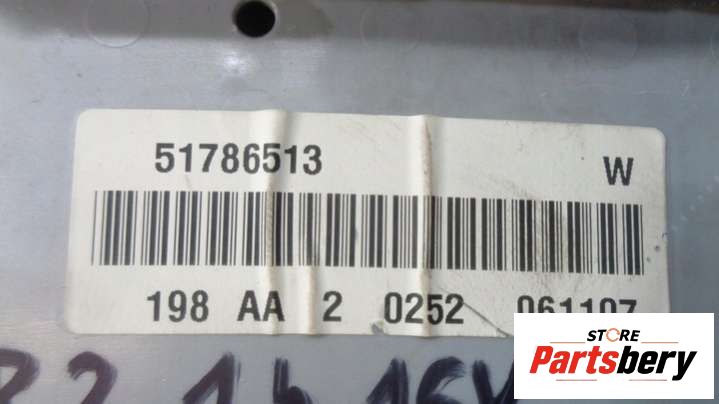 51786513 W
198 AA 2 0252 061107
STORE
Partsbery